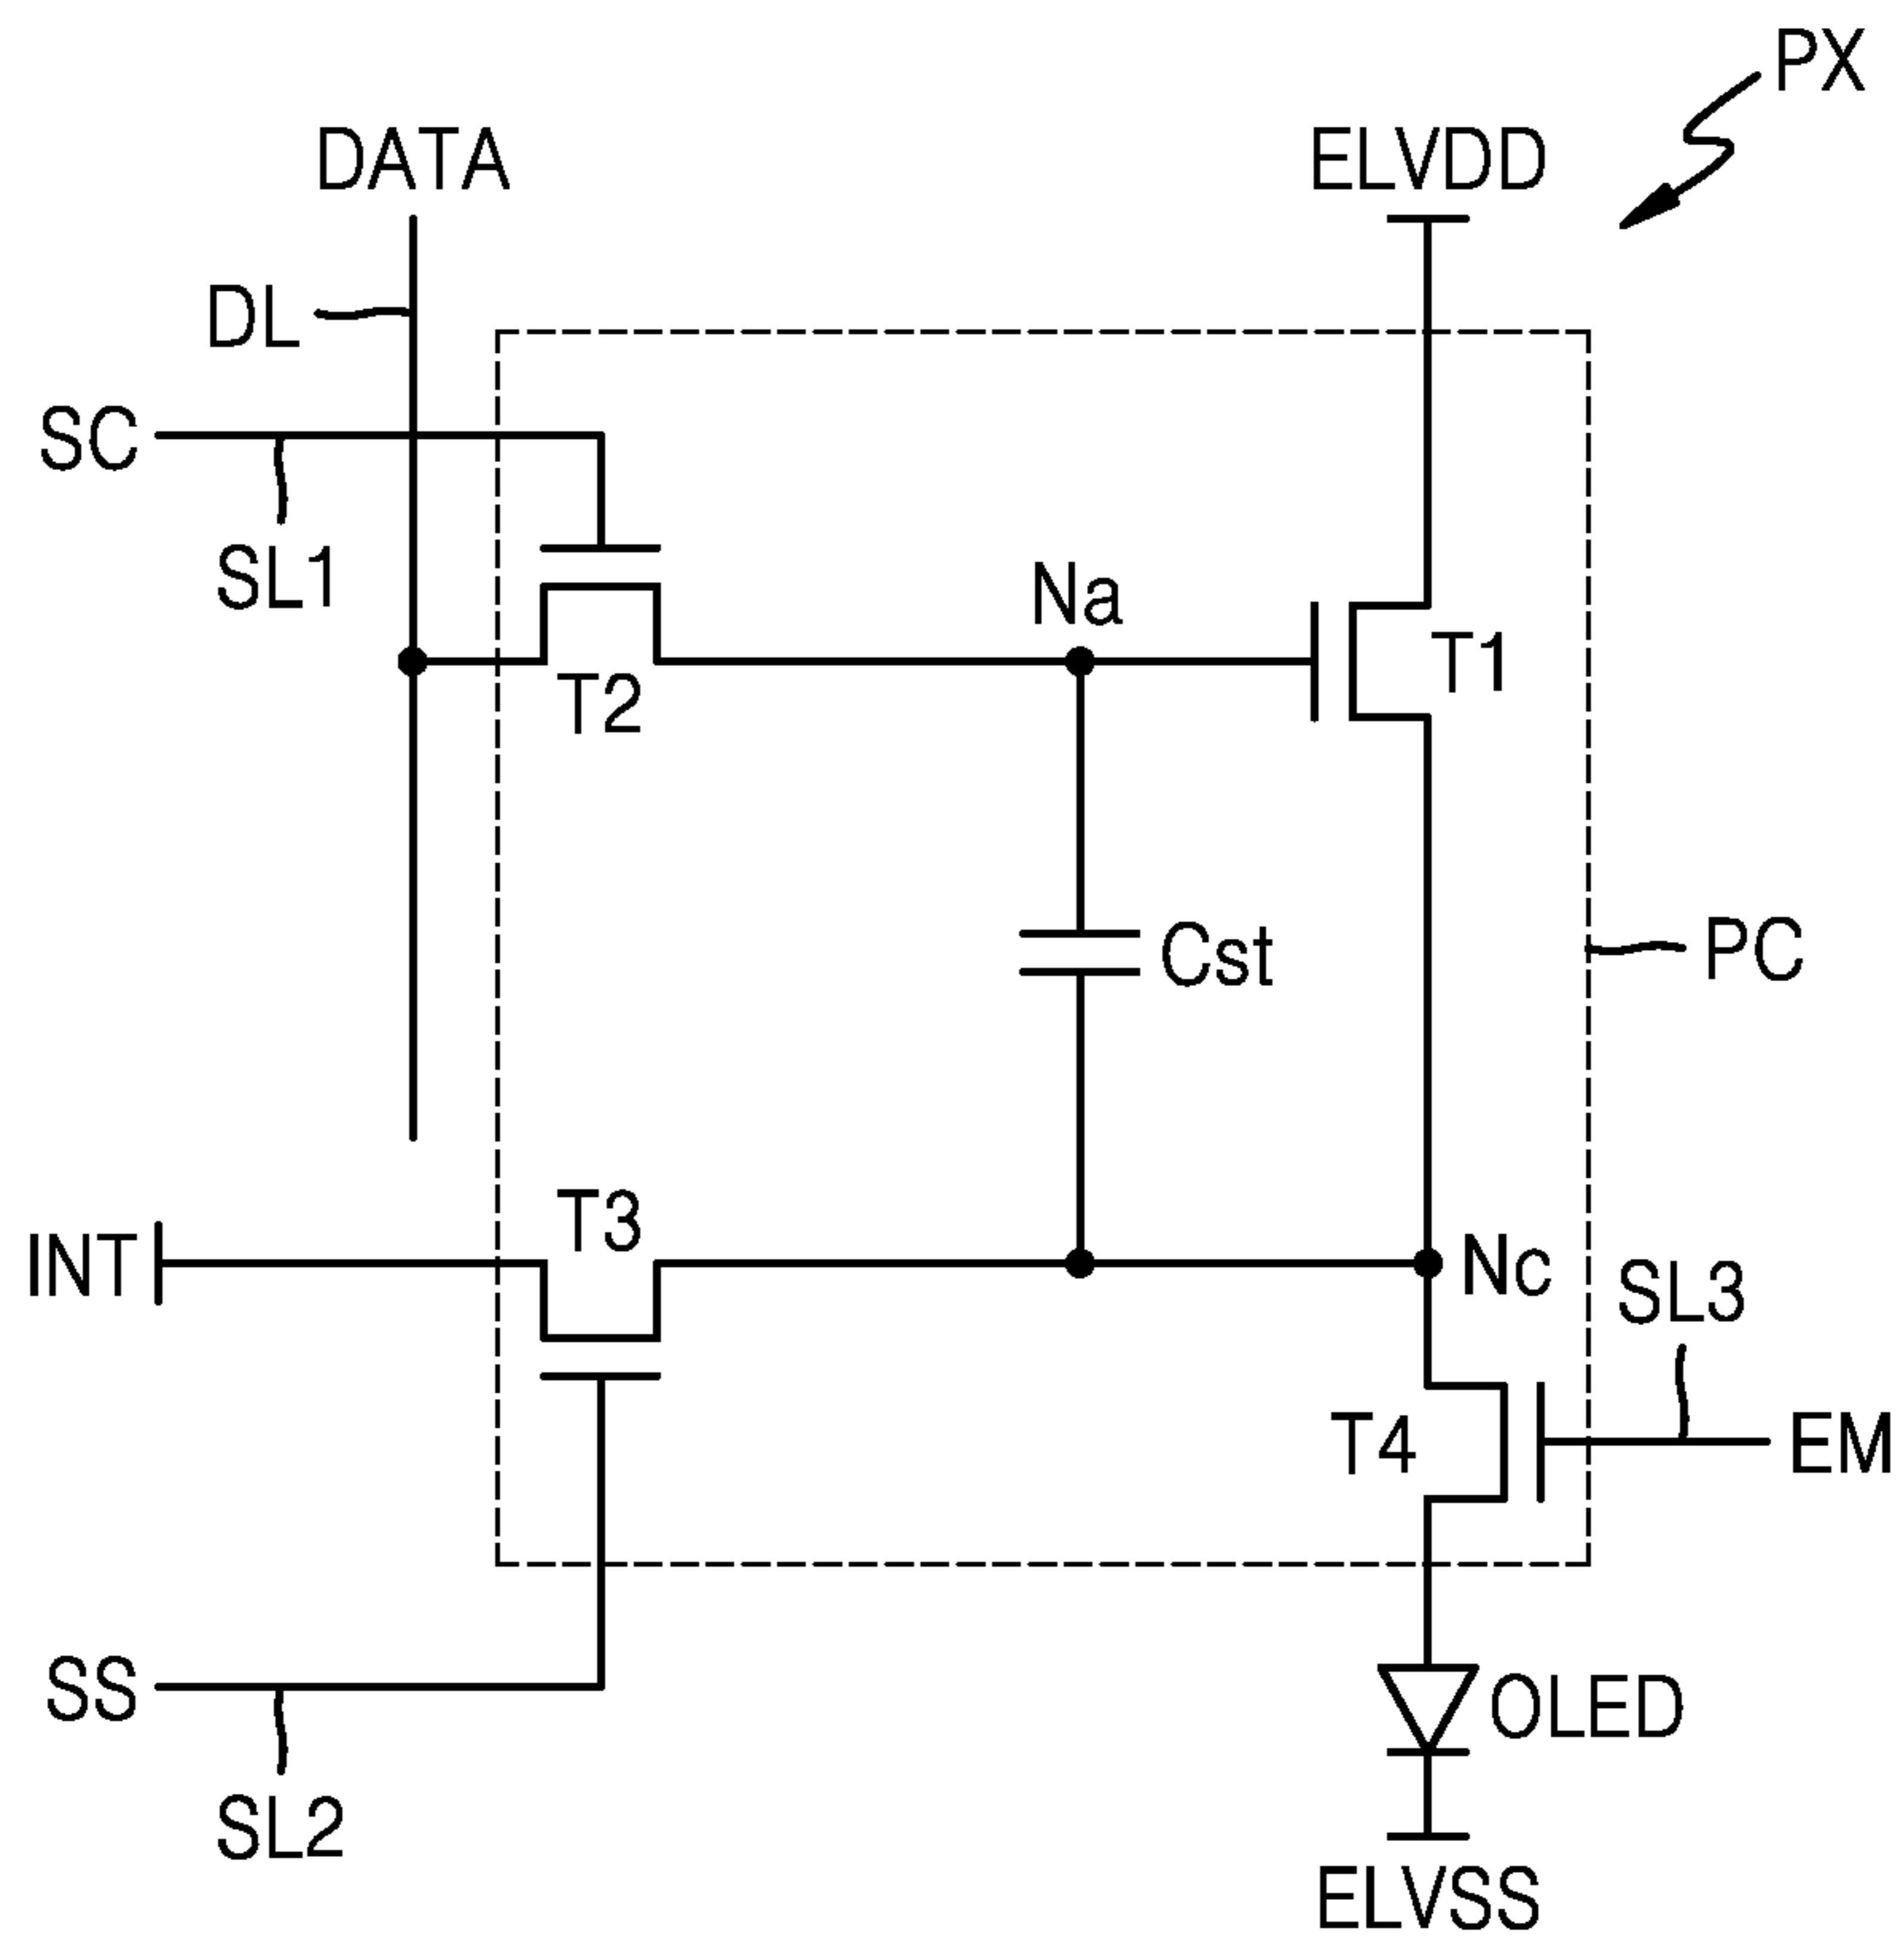 PX
DATA
ELVDD
DL
SC
SL1
Na
T1
T2
Cst
PC
T3
INT
Nc
SL3
T4
EM
SS
OLED
SL2
ELVSS